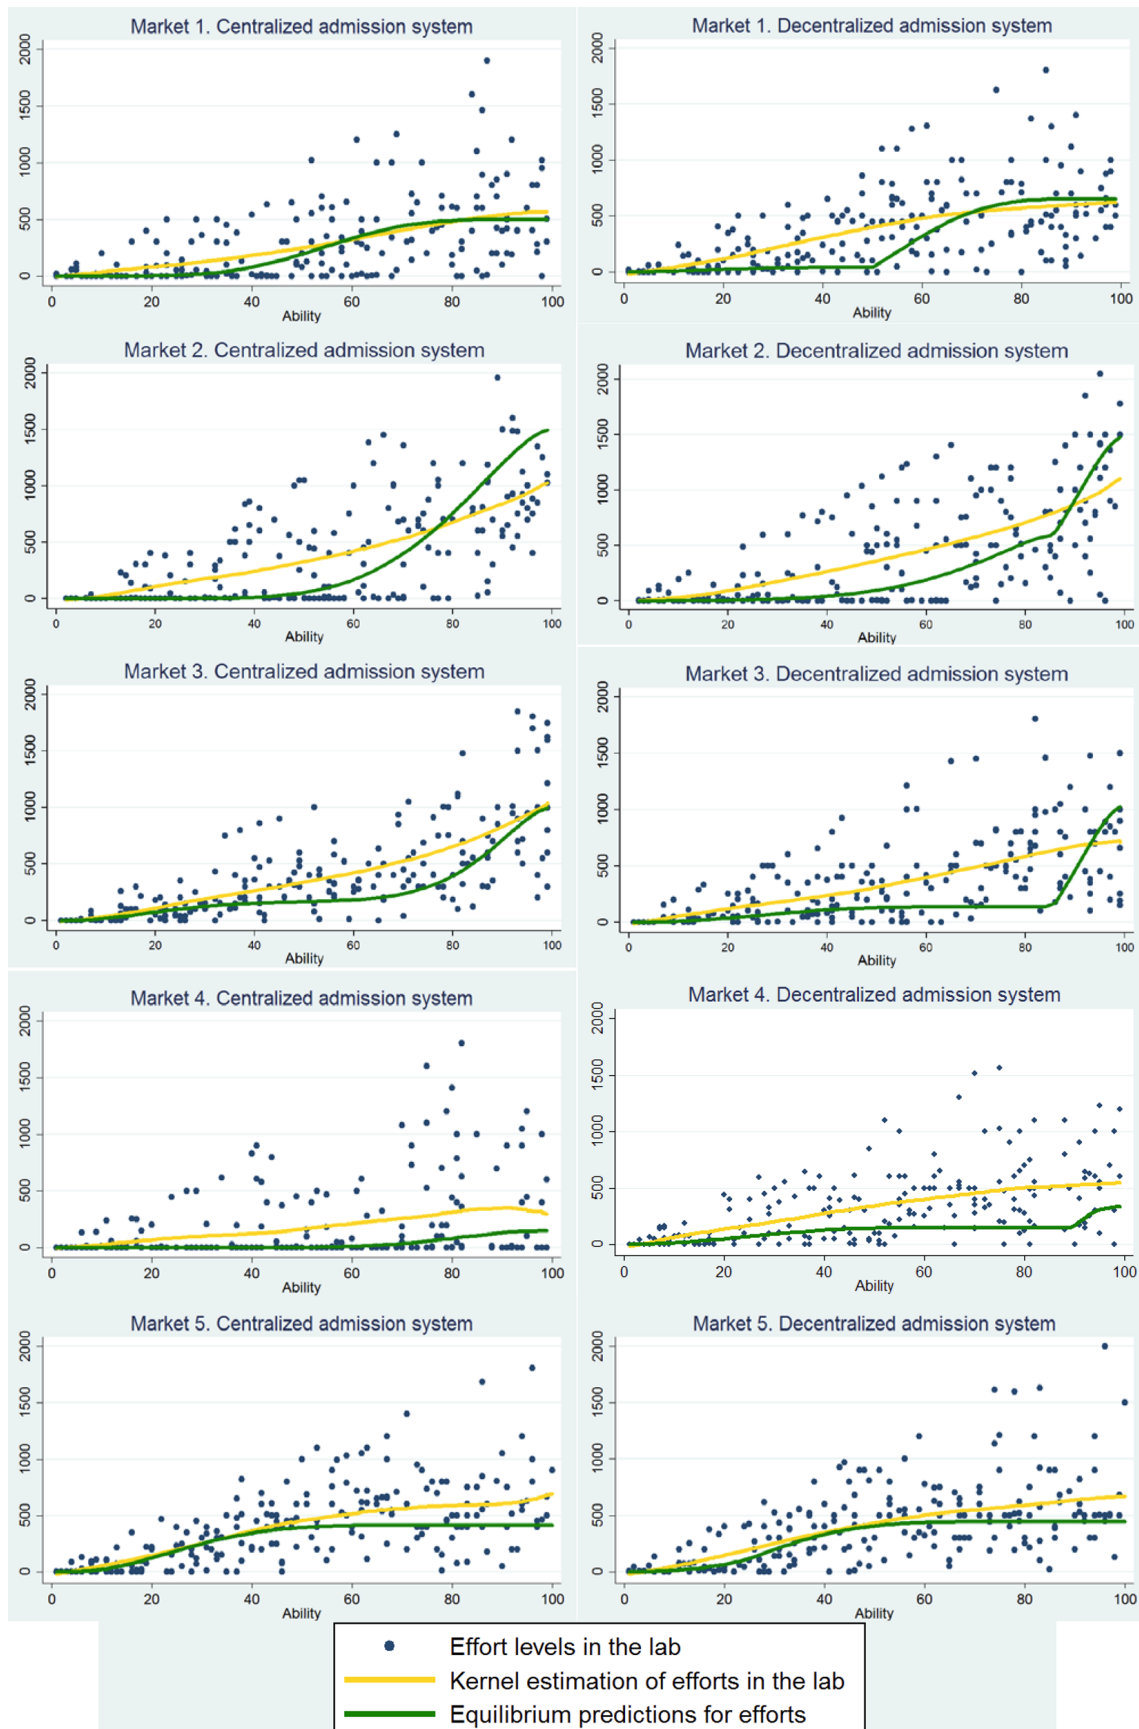 Market 1. Centralized admission system
2000
1500
1000
500
0
0 20 40 60 80 100
Ability
Market 1. Decentralized admission system
2000
1500
1000
500
0
0 20 40 60 80 100
Ability
Market 2. Centralized admission system
2000
1500
1000
500
0
0 20 40 60 80 100
Ability
Market 2. Decentralized admission system
2000
1500
1000
500
0
0 20 40 60 80 100
Ability
Market 3. Centralized admission system
2000
1500
1000
500
0
0 20 40 60 80 100
Ability
Market 3. Decentralized admission system
2000
1500
1000
500
0
0 20 40 60 80 100
Ability
Market 4. Centralized admission system
2000
1500
1000
500
0
0 20 40 60 80 100
Ability
Market 4. Decentralized admission system
2000
1500
1000
500
0
0 20 40 60 80 100
Ability
Market 5. Centralized admission system
2000
1500
1000
500
0
0 20 40 60 80 100
Ability
Market 5. Decentralized admission system
2000
1500
1000
500
0
0 20 40 60 80 100
Ability
Effort levels in the lab
Kernel estimation of efforts in the lab
Equilibrium predictions for efforts